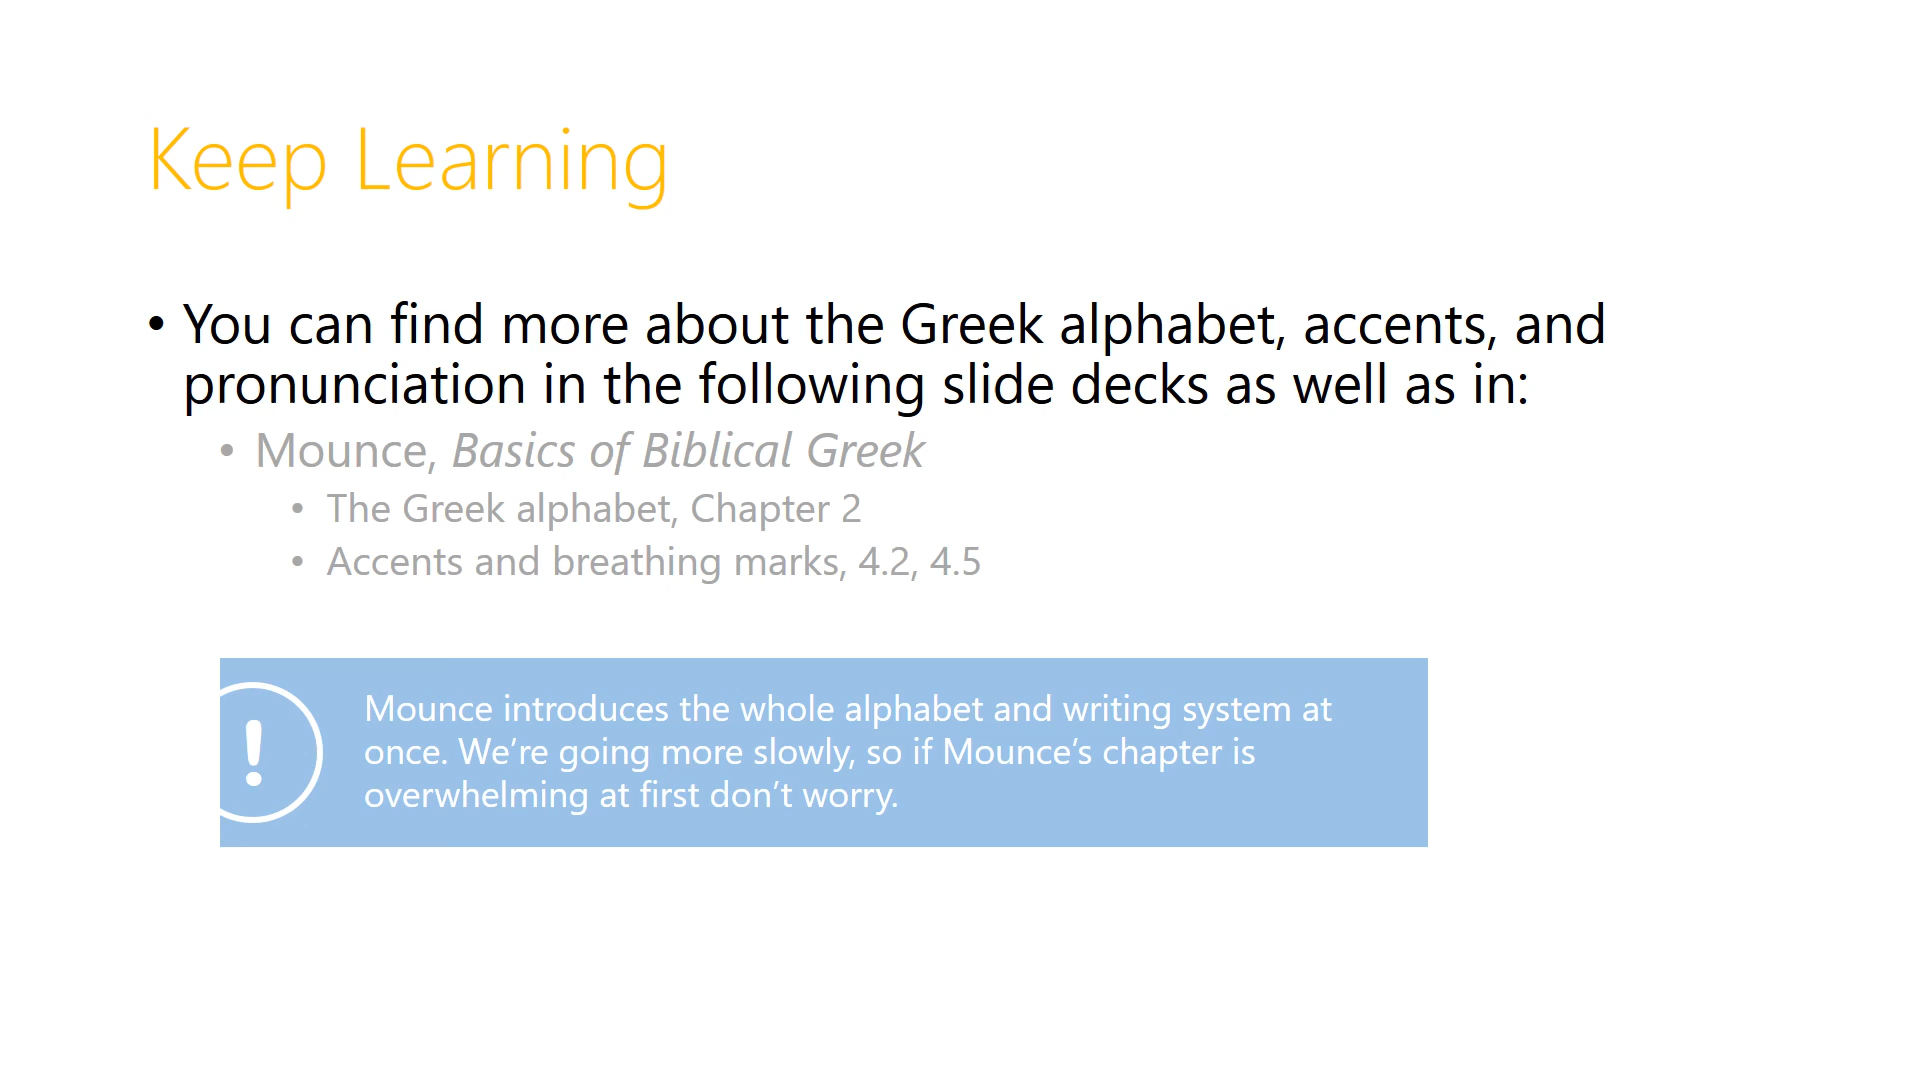 Keep Learning
• You can find more about the Greek alphabet, accents, and
pronunciation in the following slide decks as well as in:
• Mounce, Basics of Biblical Greek
• The Greek alphabet, Chapter 2
• Accents and breathing marks, 4.2, 4.5
!
Mounce introduces the whole alphabet and writing system at
once. We’re going more slowly, so if Mounce’s chapter is
overwhelming at first don’t worry.